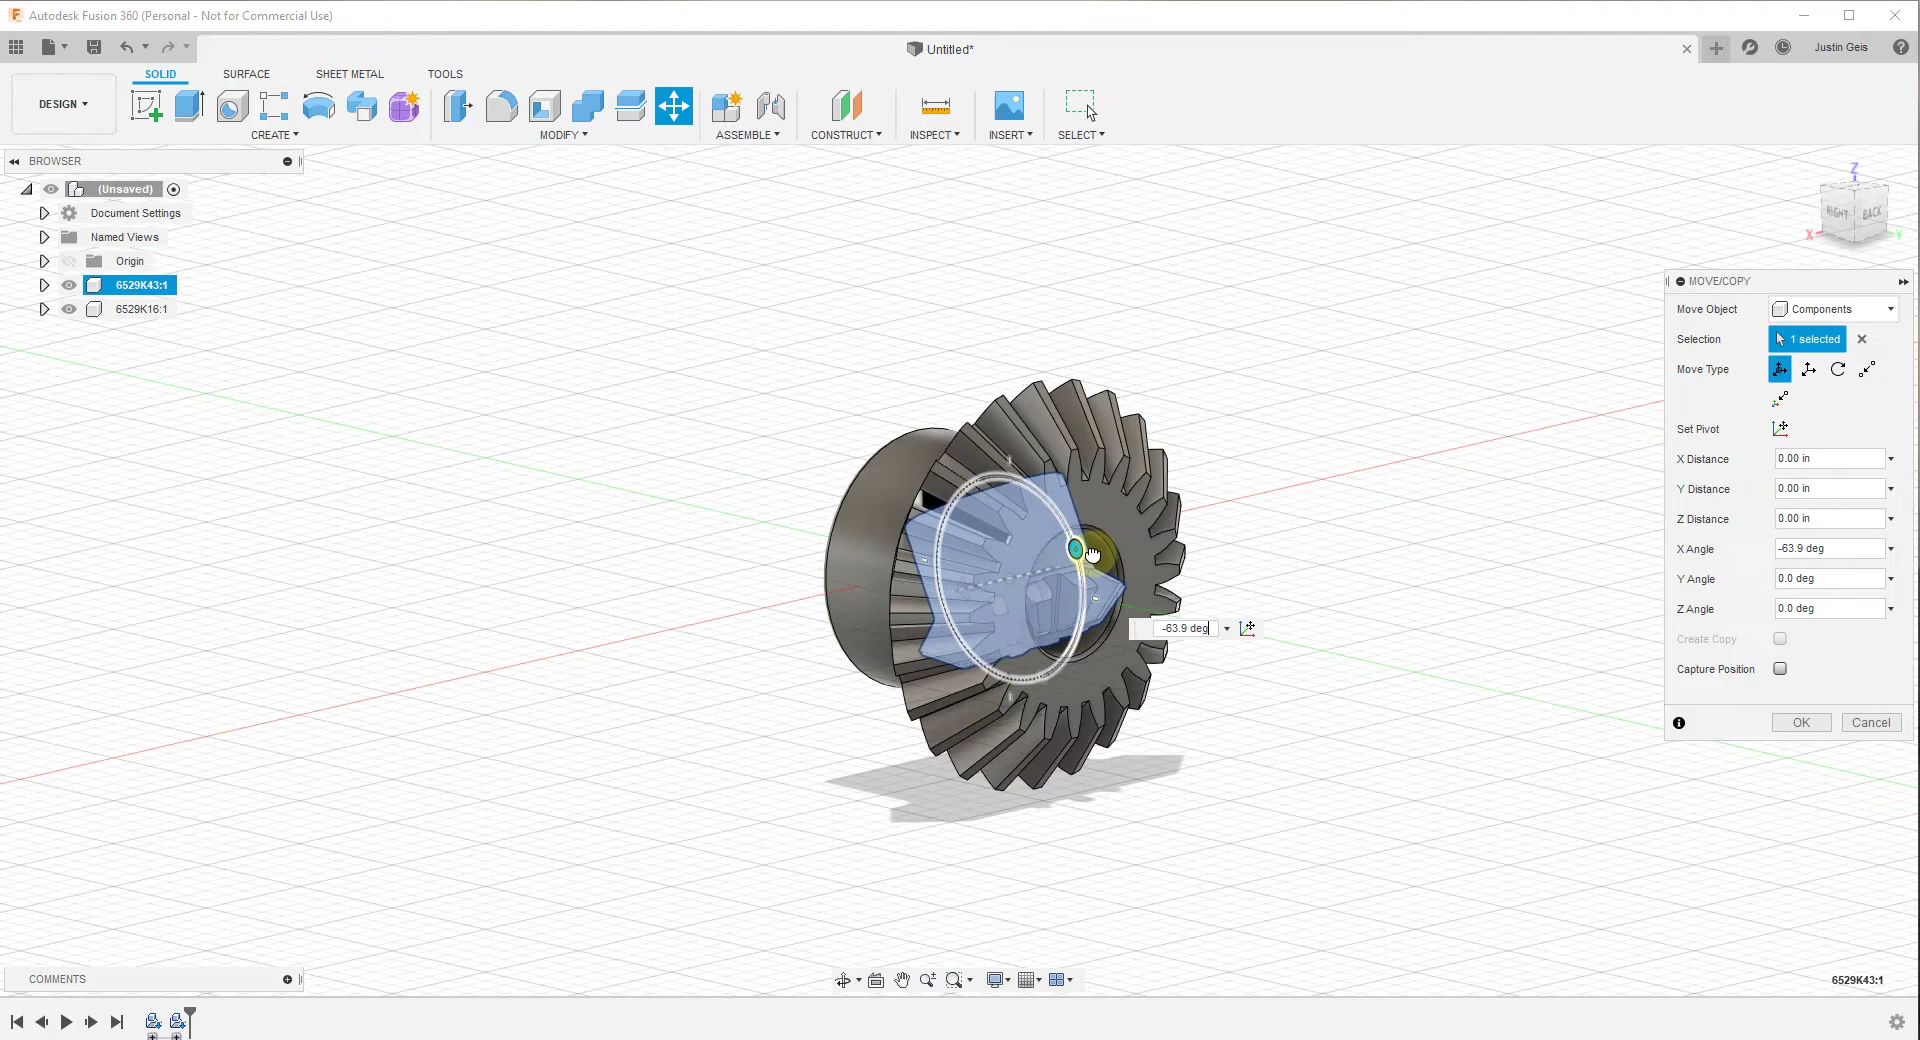 Autodesk Fusion 360 (Personal - Not for Commercial Use)
Untitled*
Justin Geis
DESIGN
SOLID
SURFACE
SHEET METAL
TOOLS
CREATE
MODIFY
ASSEMBLE
CONSTRUCT
INSPECT
INSERT
SELECT
BROWSER
(Unsaved)
Document Settings
Named Views
Origin
6529K43:1
6529K16:1
Z
RIGHT
BACK
X
Y
MOVE/COPY
Move Object
Components
Selection
1 selected
Move Type
Set Pivot
X Distance
0.00 in
Y Distance
0.00 in
Z Distance
0.00 in
X Angle
-63.9 deg
Y Angle
0.0 deg
Z Angle
0.0 deg
Create Copy
Capture Position
OK
Cancel
-63.9 deg
COMMENTS
6529K43:1